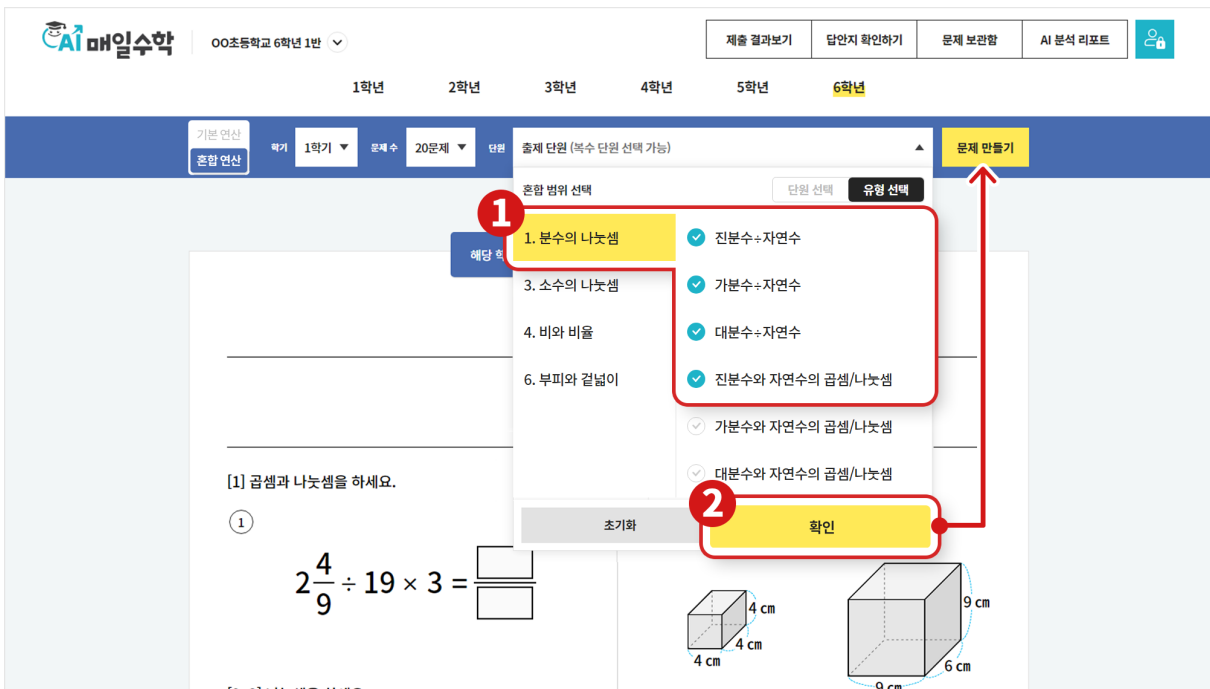 AI 매일수학
OO초등학교 6학년 1반
제출 결과보기 답안지 확인하기 문제 보관함 AI 분석 리포트
1학년 2학년 3학년 4학년 5학년 6학년
기본 연산
혼합 연산
학기 1학기 ▼ 문제 수 20문제 ▼ 단원 출제 단원 (복수 단원 선택 가능) ▲ 문제 만들기
혼합 범위 선택 단원 선택 유형 선택
1
해당 학
1. 분수의 나눗셈 진분수÷자연수
3. 소수의 나눗셈 가분수÷자연수
4. 비와 비율 대분수÷자연수
6. 부피와 겉넓이 진분수와 자연수의 곱셈/나눗셈
가분수와 자연수의 곱셈/나눗셈
대분수와 자연수의 곱셈/나눗셈
2
초기화 확인
[1] 곱셈과 나눗셈을 하세요.
1
2 4/9 ÷ 19 × 3 =
4 cm
4 cm
4 cm
9 cm
6 cm
9 cm